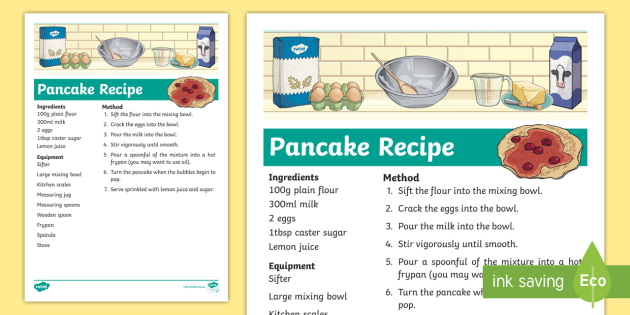 twinkl
Pancake Recipe
Ingredients
100g plain flour
300ml milk
2 eggs
1tbsp caster sugar
Lemon juice
Equipment
Sifter
Large mixing bowl
Kitchen scales
Measuring jug
Measuring spoons
Wooden spoon
Frypan
Spatula
Stove
Method
1. Sift the flour into the mixing bowl.
2. Crack the eggs into the bowl.
3. Pour the milk into the bowl.
4. Stir vigorously until smooth.
5. Pour a spoonful of the mixture into a hot
frypan (you may want to use oil).
6. Turn the pancake when the bubbles begin to
pop.
7. Serve sprinkled with lemon juice and sugar.
twinkl
twinkl
Pancake Recipe
Ingredients
100g plain flour
300ml milk
2 eggs
1tbsp caster sugar
Lemon juice
Equipment
Sifter
Large mixing bowl
Kitchen scales
Method
1. Sift the flour into the mixing bowl.
2. Crack the eggs into the bowl.
3. Pour the milk into the bowl.
4. Stir vigorously until smooth.
5. Pour a spoonful of the mixture into a hot
frypan (you may wa
6. Turn the pancake wh
pop.
ink saving
Eco